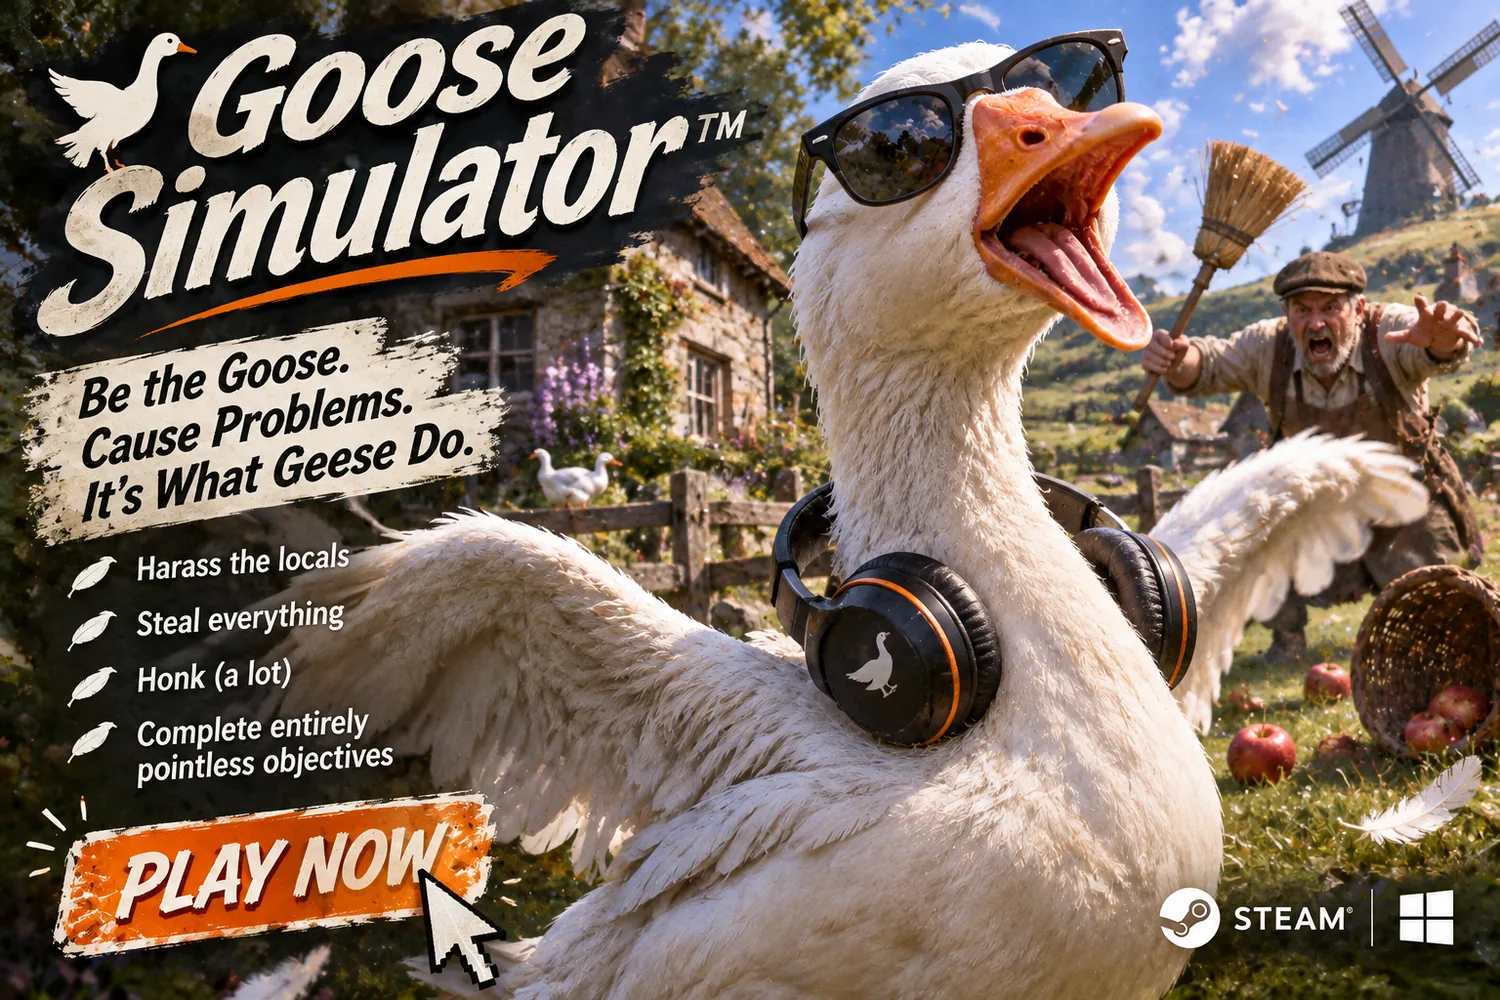 Goose
Simulator™
Be the Goose.
Cause Problems.
It's What Geese Do.
Harass the locals
Steal everything
Honk (a lot)
Complete entirely
pointless objectives
PLAY NOW
STEAM®